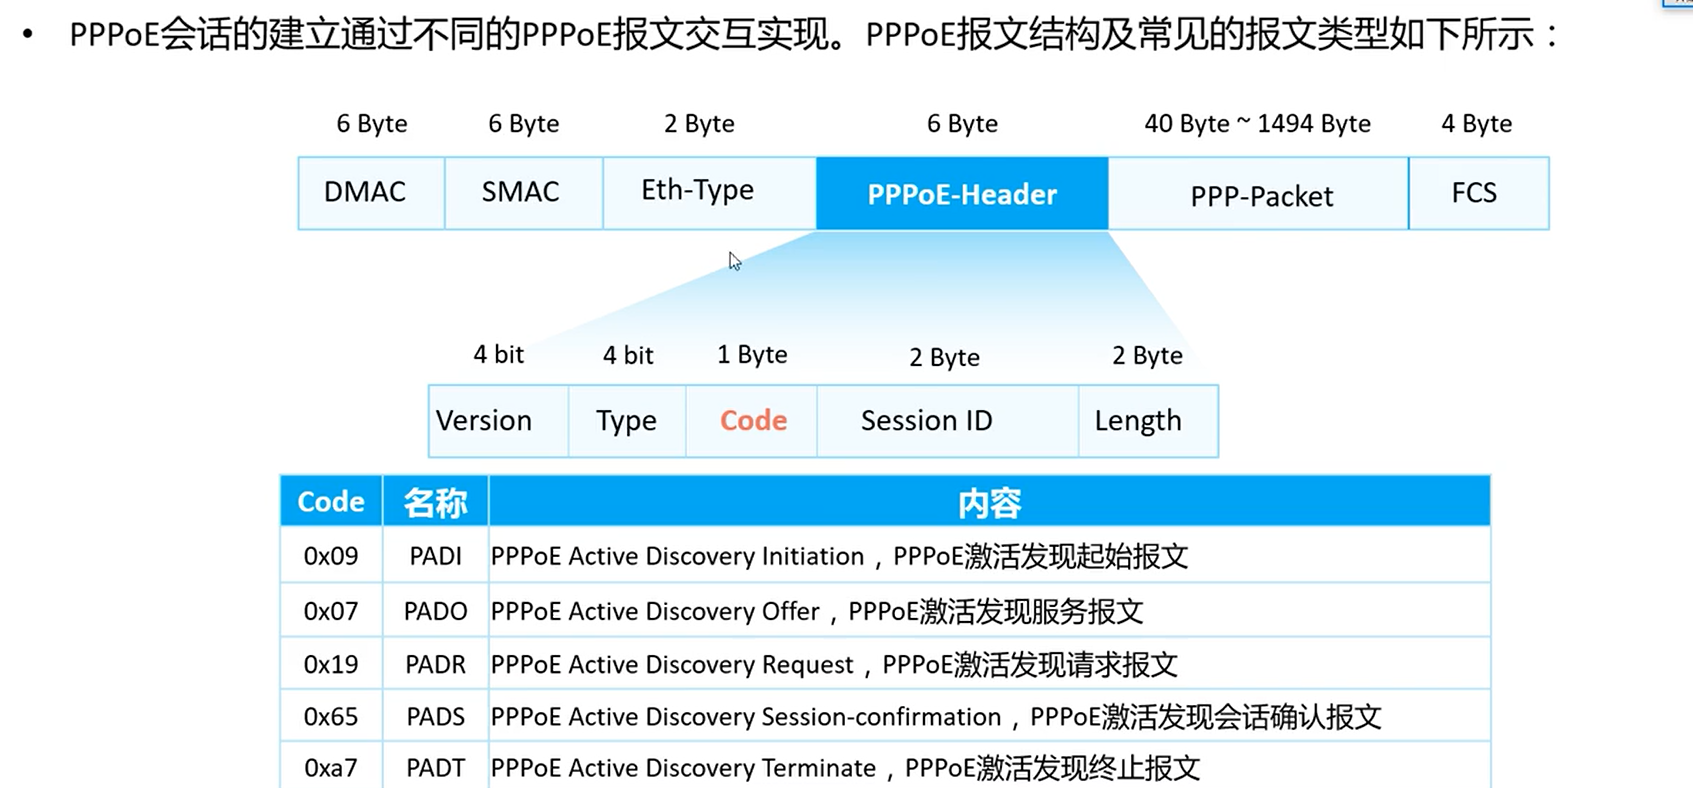 • PPPoE会话的建立通过不同的PPPoE报文交互实现。PPPoE报文结构及常见的报文类型如下所示：
6 Byte 6 Byte 2 Byte 6 Byte 40 Byte ~ 1494 Byte 4 Byte
DMAC SMAC Eth-Type PPPoE-Header PPP-Packet FCS
4 bit 4 bit 1 Byte 2 Byte 2 Byte
Version Type Code Session ID Length
Code 名称 内容
0x09 PADI PPPoE Active Discovery Initiation，PPPoE激活发现起始报文
0x07 PADO PPPoE Active Discovery Offer，PPPoE激活发现服务报文
0x19 PADR PPPoE Active Discovery Request，PPPoE激活发现请求报文
0x65 PADS PPPoE Active Discovery Session-confirmation，PPPoE激活发现会话确认报文
0xa7 PADT PPPoE Active Discovery Terminate，PPPoE激活发现终止报文